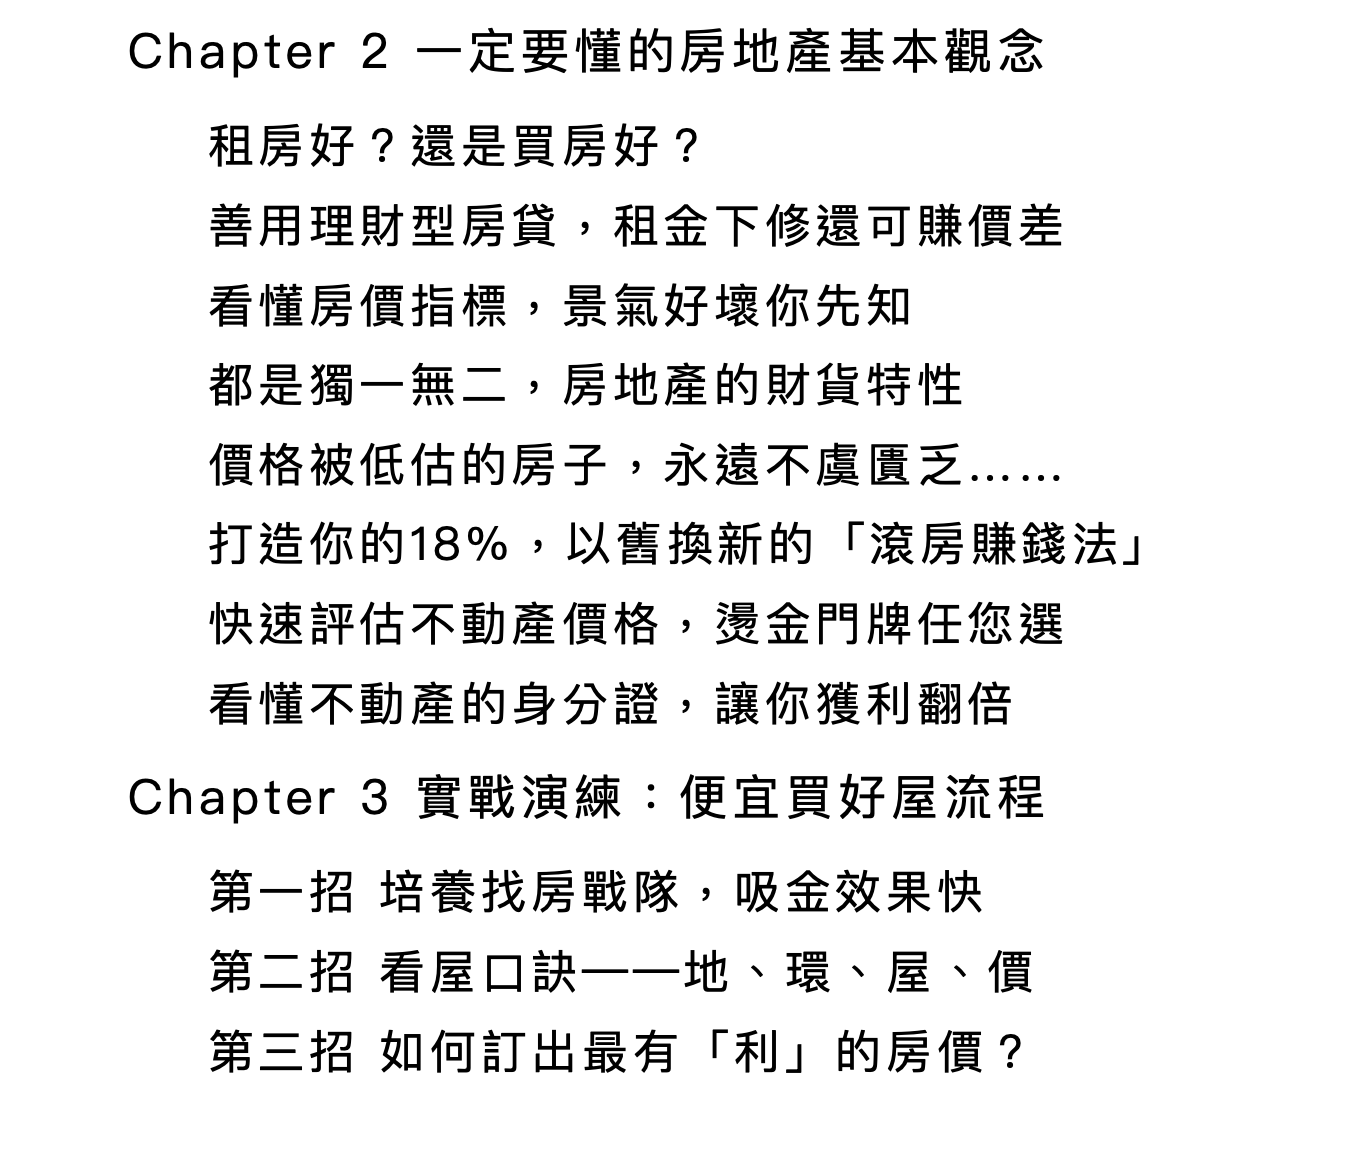 Chapter 2 一定要懂的房地產基本觀念
租房好？還是買房好？
善用理財型房貸，租金下修還可賺價差
看懂房價指標，景氣好壞你先知
都是獨一無二，房地產的財貨特性
價格被低估的房子，永遠不虞匱乏……
打造你的18%，以舊換新的「滾房賺錢法」
快速評估不動產價格，燙金門牌任您選
看懂不動產的身分證，讓你獲利翻倍
Chapter 3 實戰演練：便宜買好屋流程
第一招 培養找房戰隊，吸金效果快
第二招 看屋口訣——地、環、屋、價
第三招 如何訂出最有「利」的房價？